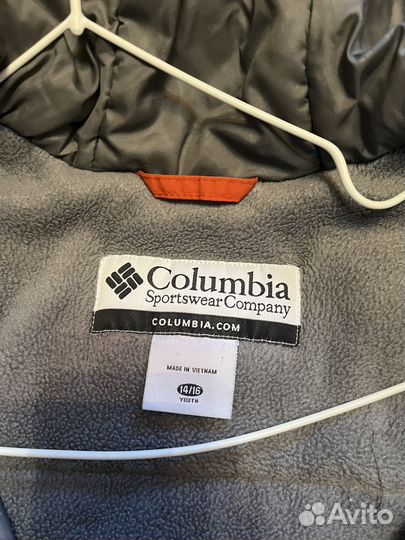 Columbia
Sportswear Company
COLUMBIA.COM
MADE IN VIETNAM
14/16
YOUTH
Avito